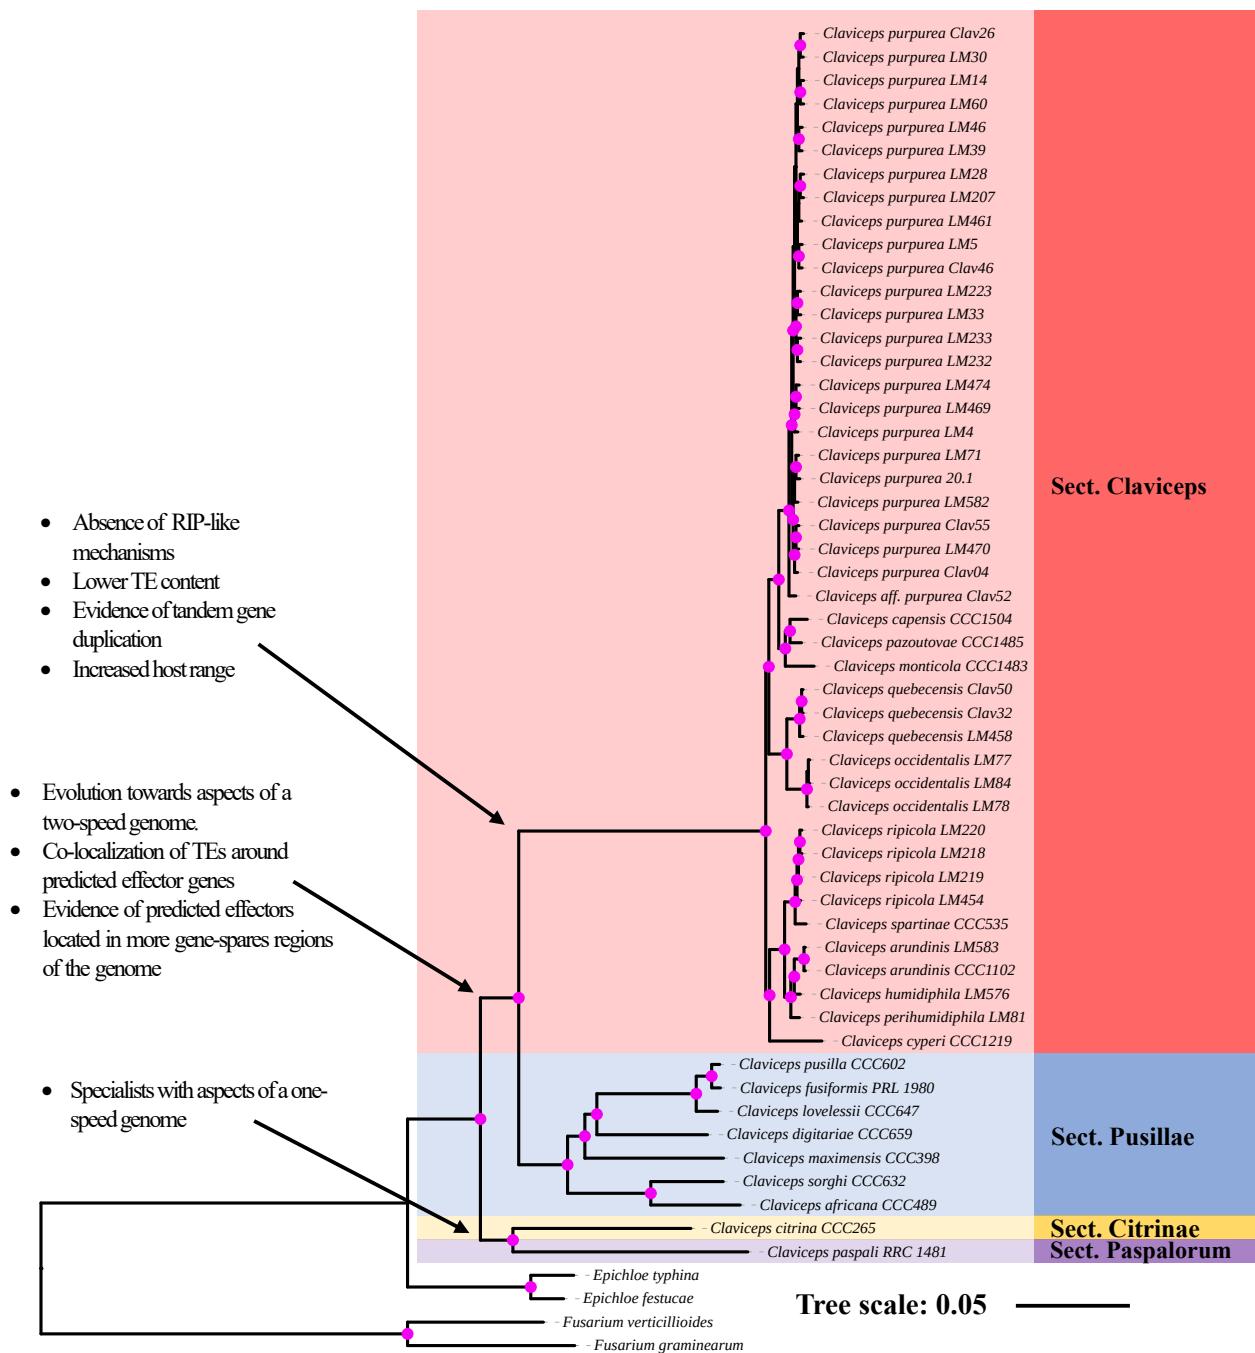 Claviceps purpurea Clav26
Claviceps purpurea LM30
Claviceps purpurea LM14
Claviceps purpurea LM60
Claviceps purpurea LM46
Claviceps purpurea LM39
Claviceps purpurea LM28
Claviceps purpurea LM207
Claviceps purpurea LM461
Claviceps purpurea LM5
Claviceps purpurea Clav46
Claviceps purpurea LM223
Claviceps purpurea LM33
Claviceps purpurea LM233
Claviceps purpurea LM232
Claviceps purpurea LM474
Claviceps purpurea LM469
Claviceps purpurea LM4
Claviceps purpurea LM71
Claviceps purpurea 20.1
Claviceps purpurea LM582
Claviceps purpurea Clav55
Claviceps purpurea LM470
Claviceps purpurea Clav04
Claviceps aff. purpurea Clav52
Claviceps capensis CCC1504
Claviceps pazoutovae CCC1485
Claviceps monticola CCC1483
Claviceps quebecensis Clav50
Claviceps quebecensis Clav32
Claviceps quebecensis LM458
Claviceps occidentalis LM77
Claviceps occidentalis LM84
Claviceps occidentalis LM78
Claviceps ripicola LM220
Claviceps ripicola LM218
Claviceps ripicola LM219
Claviceps ripicola LM454
Claviceps spartinae CCC535
Claviceps arundinis LM583
Claviceps arundinis CCC1102
Claviceps humidiphila LM576
Claviceps perihumidiphila LM81
Claviceps cyperi CCC1219
Claviceps pusilla CCC602
Claviceps fusiformis PRL 1980
Claviceps lovelessii CCC647
Claviceps digitariae CCC659
Claviceps maximensis CCC398
Claviceps sorghi CCC632
Claviceps africana CCC489
Claviceps citrina CCC265
Claviceps paspali RRC 1481
Epichloe typhina
Epichloe festucae
Fusarium verticillioides
Fusarium graminearum
Sect. Claviceps
Sect. Pusillae
Sect. Citrinae
Sect. Paspalorum
Tree scale: 0.05
• Absence of RIP-like
mechanisms
• Lower TE content
• Evidence of tandem gene
duplication
• Increased host range
• Evolution towards aspects of a
two-speed genome.
• Co-localization of TEs around
predicted effector genes
• Evidence of predicted effectors
located in more gene-spares regions
of the genome
• Specialists with aspects of a one-
speed genome